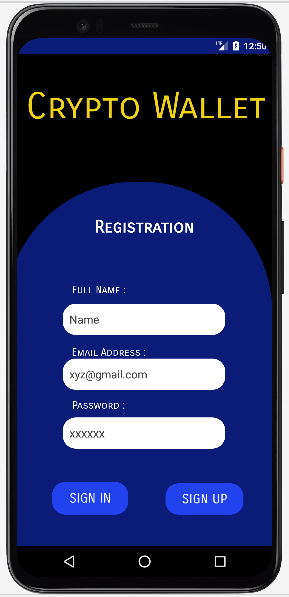 12:50
Crypto Wallet
Registration
Full Name :
Name
Email Address :
xyz@gmail.com
Password :
xxxxxx
SIGN IN
SIGN UP